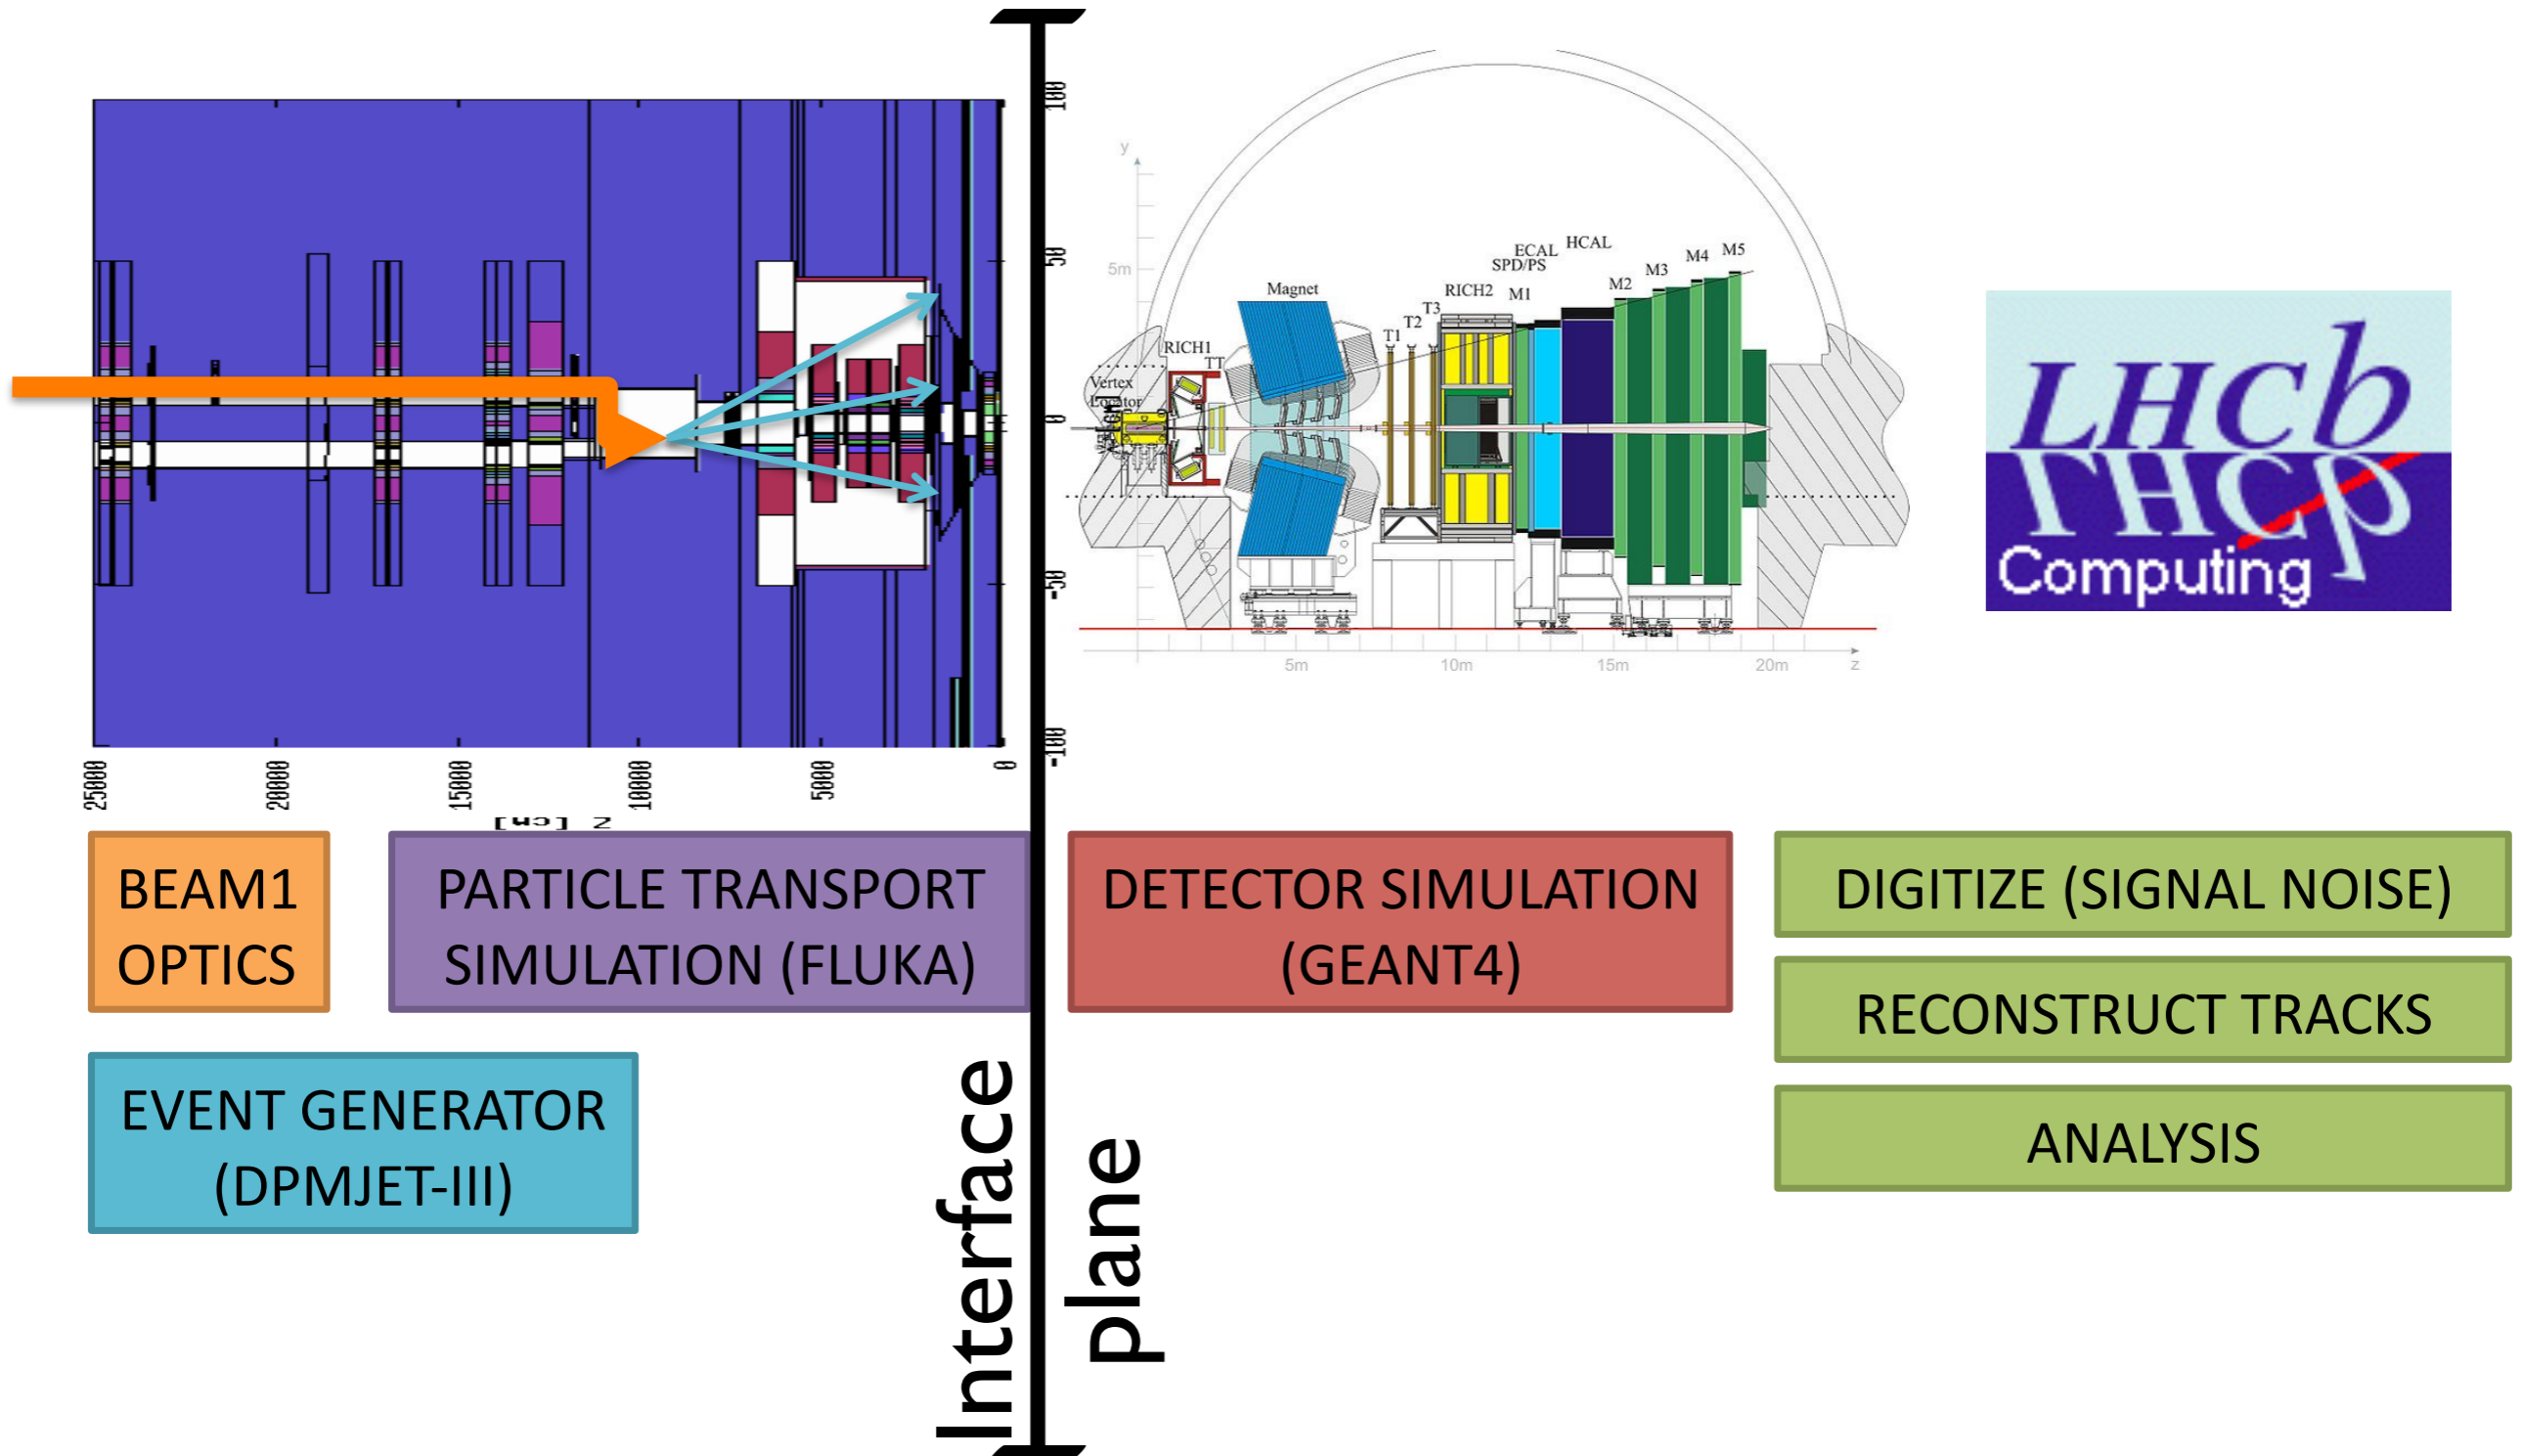 100
50
0
-50
-100
25000
20000
15000
10000
5000
0
Z [cm]
y
5m
Vertex
Locator
RICH1
TT
Magnet
T1
T2
T3
RICH2
M1
SPD/PS
ECAL
HCAL
M2
M3
M4
M5
5m
10m
15m
20m
z
LHCb
LHCb
Computing
BEAM1
OPTICS
PARTICLE TRANSPORT
SIMULATION (FLUKA)
DETECTOR SIMULATION
(GEANT4)
DIGITIZE (SIGNAL NOISE)
RECONSTRUCT TRACKS
ANALYSIS
EVENT GENERATOR
(DPMJET-III)
Interface
plane